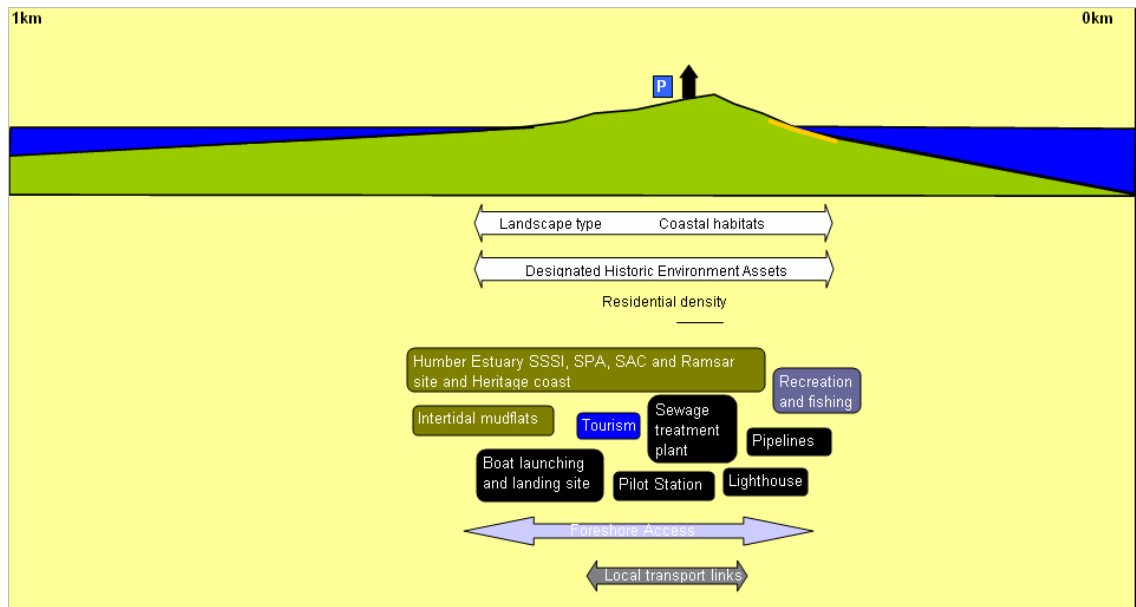 1km
0km
P
Landscape type
Coastal habitats
Designated Historic Environment Assets
Residential density
Humber Estuary SSSI, SPA, SAC and Ramsar
site and Heritage coast
Recreation
and fishing
Intertidal mudflats
Tourism
Sewage
treatment
plant
Pipelines
Boat launching
and landing site
Pilot Station
Lighthouse
Foreshore Access
Local transport links